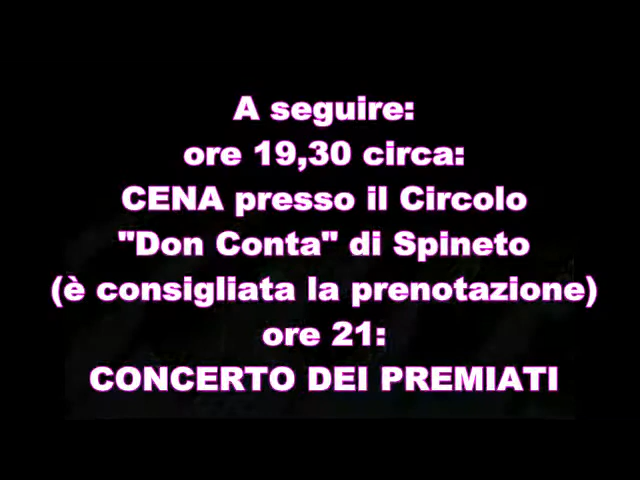 A seguire:
ore 19,30 circa:
CENA presso il Circolo
"Don Conta" di Spineto
(è consigliata la prenotazione)
ore 21:
CONCERTO DEI PREMIATI